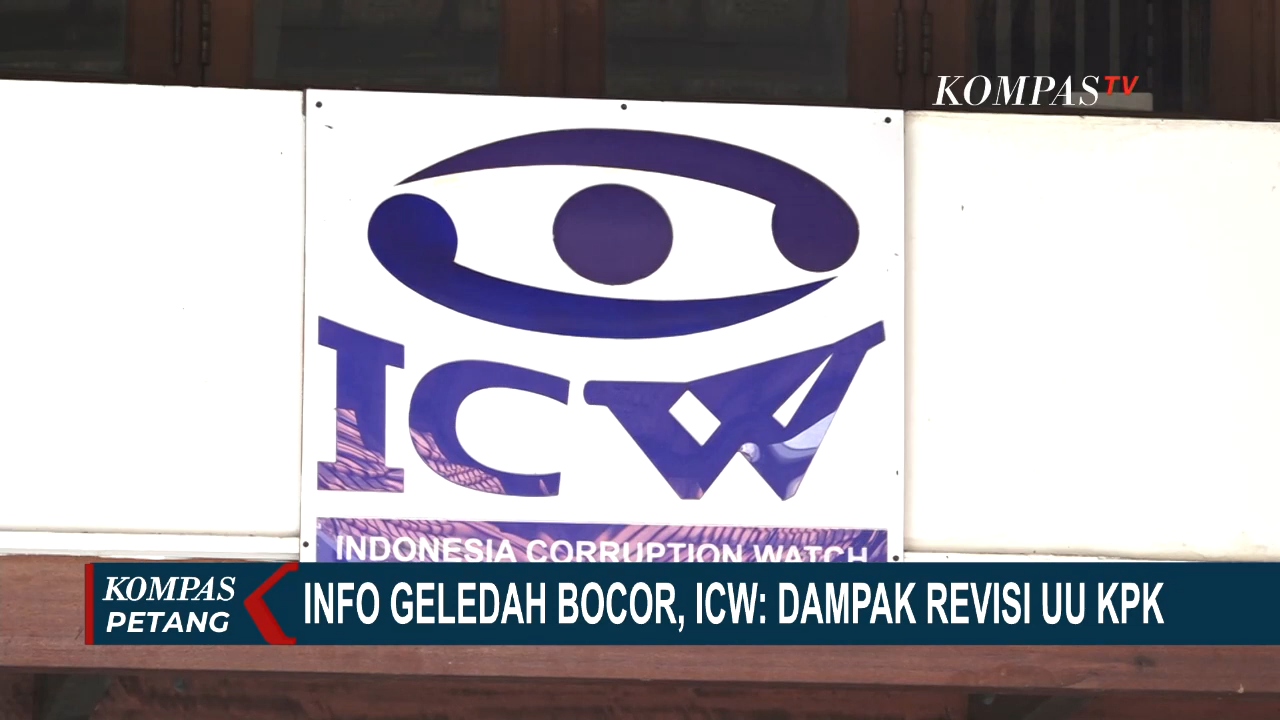 KOMPASTV
ICW
INDONESIA CORRUPTION WATCH
KOMPAS
PETANG
INFO GELEDAH BOCOR, ICW: DAMPAK REVISI UU KPK